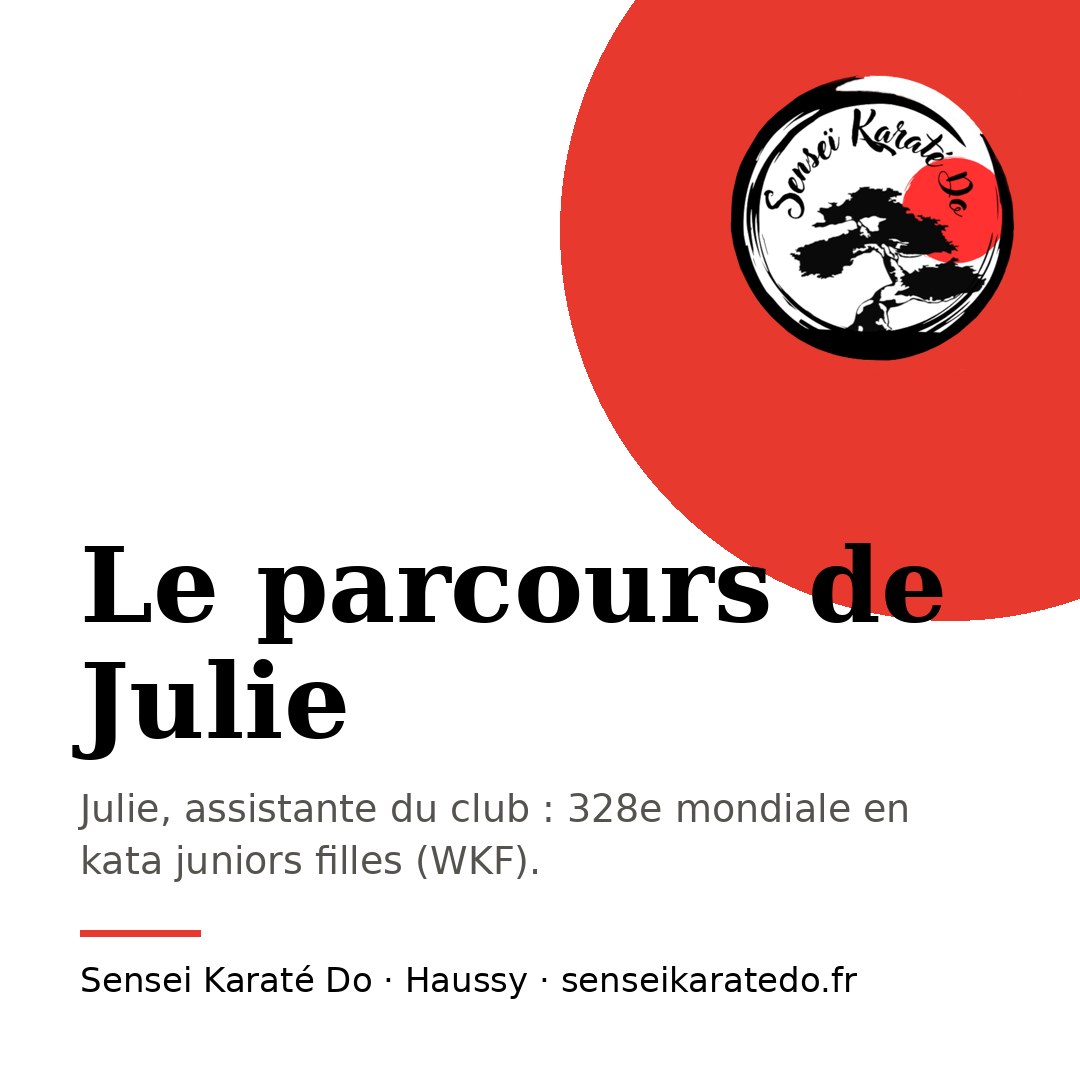 Senseï Karaté Do
Le parcours de
Julie
Julie, assistante du club : 328e mondiale en
kata juniors filles (WKF).
Sensei Karaté Do · Haussy · senseikaratedo.fr